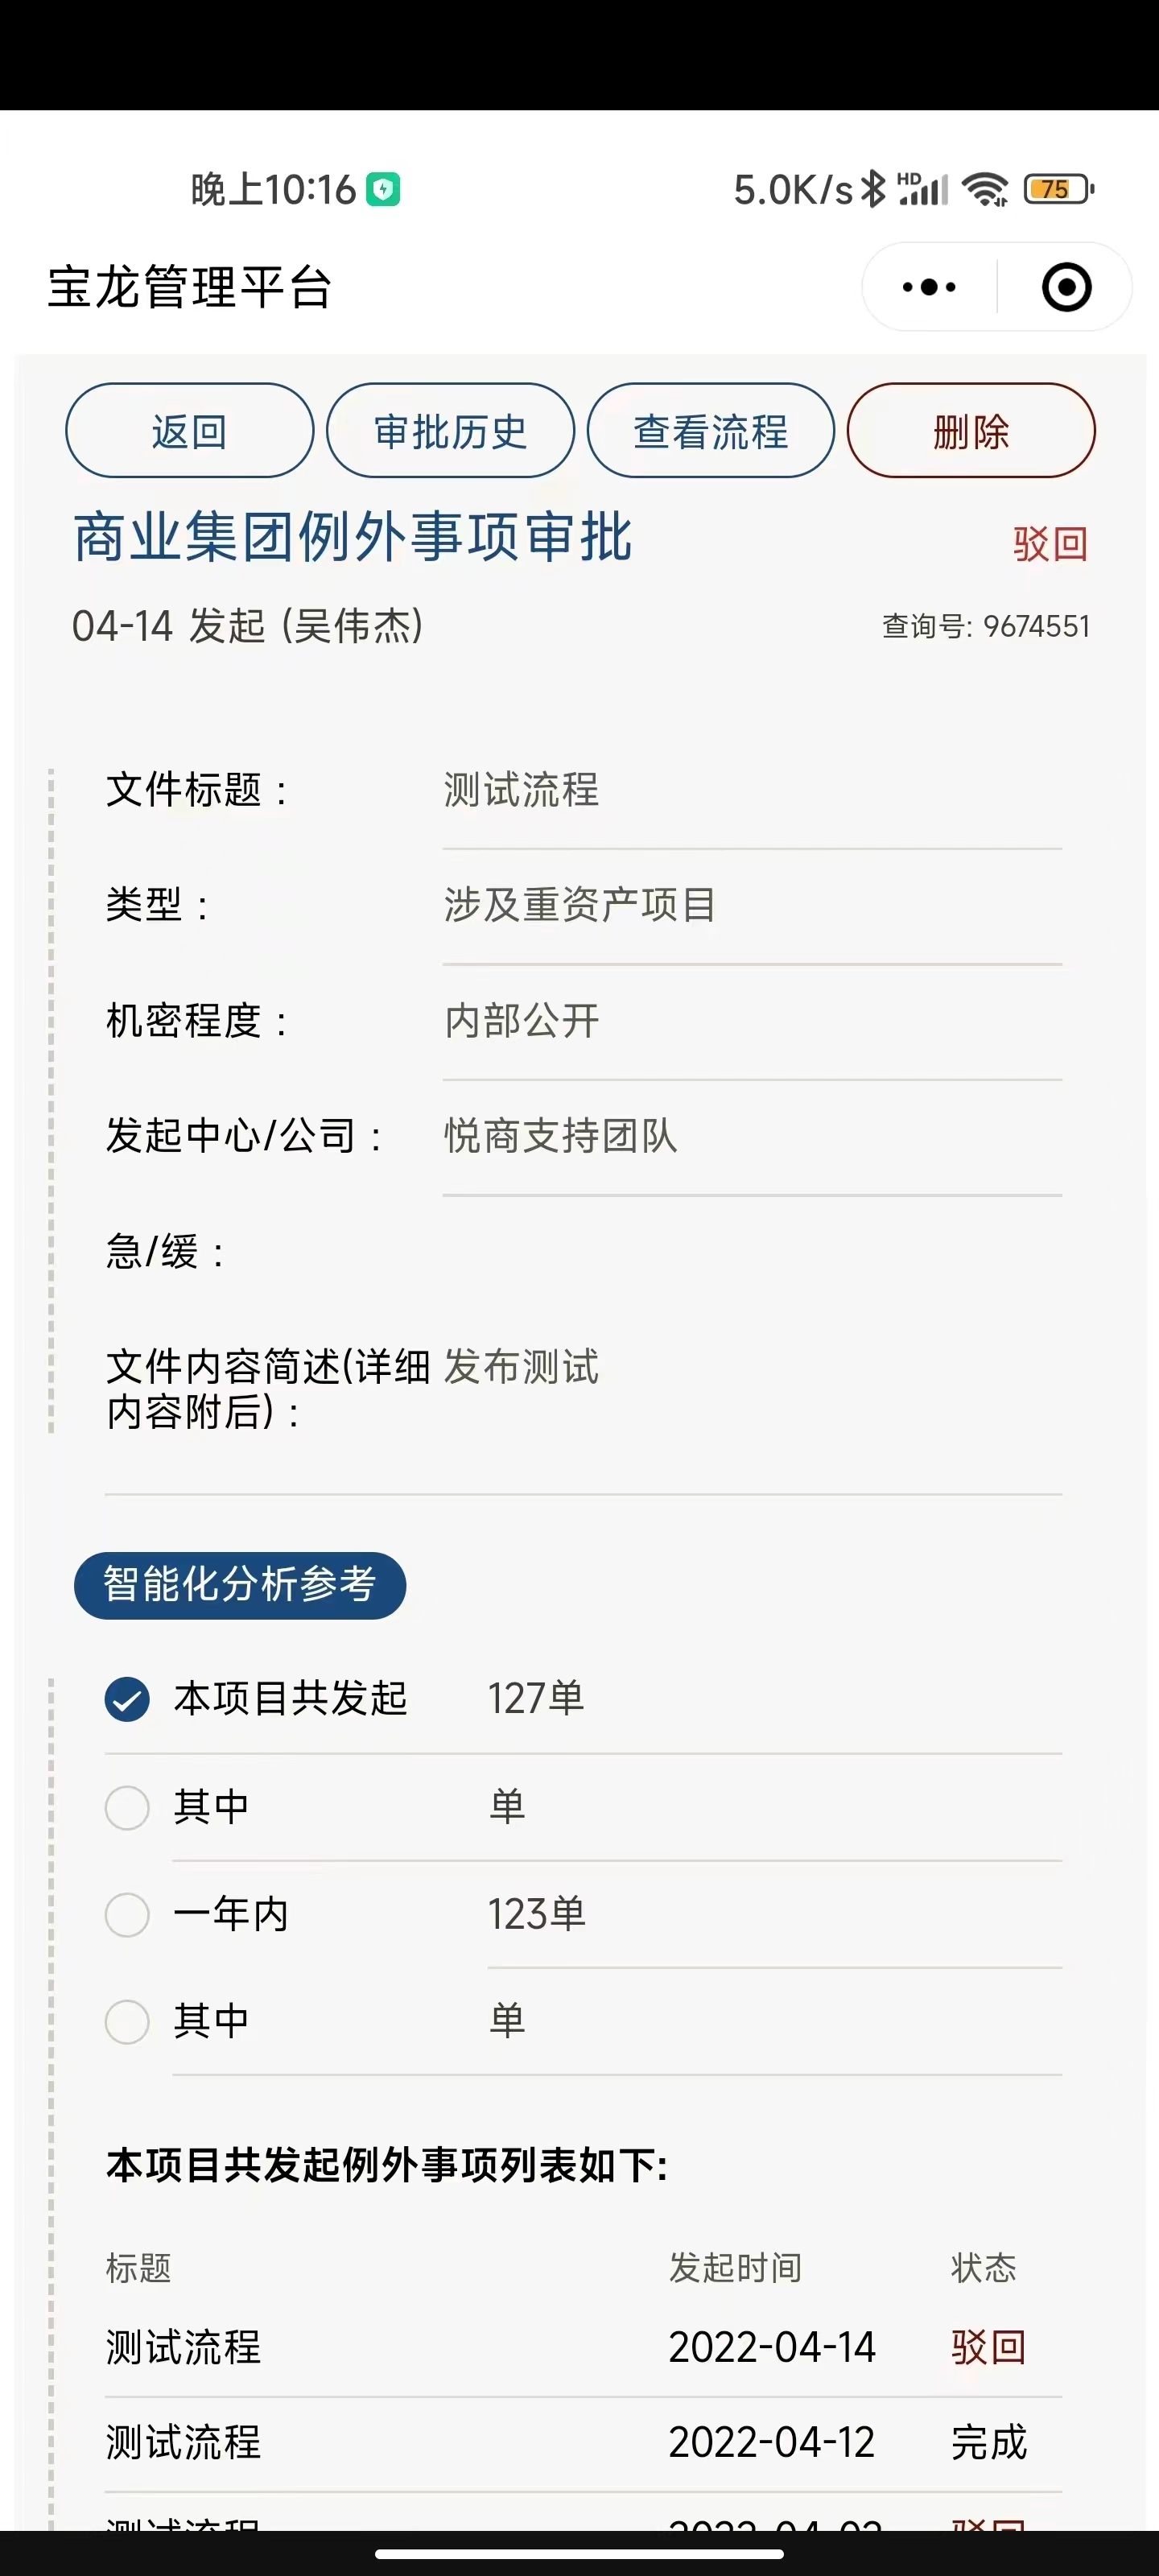 晚上10:16
5.0K/s HD 75
宝龙管理平台
返回 审批历史 查看流程 删除
商业集团例外事项审批 驳回
04-14 发起 (吴伟杰) 查询号: 9674551
文件标题： 测试流程
类型： 涉及重资产项目
机密程度： 内部公开
发起中心/公司： 悦商支持团队
急/缓：
文件内容简述(详细 发布测试
内容附后)：
智能化分析参考
本项目共发起 127单
其中 单
一年内 123单
其中 单
本项目共发起例外事项列表如下:
标题 发起时间 状态
测试流程 2022-04-14 驳回
测试流程 2022-04-12 完成
测试流程 驳回